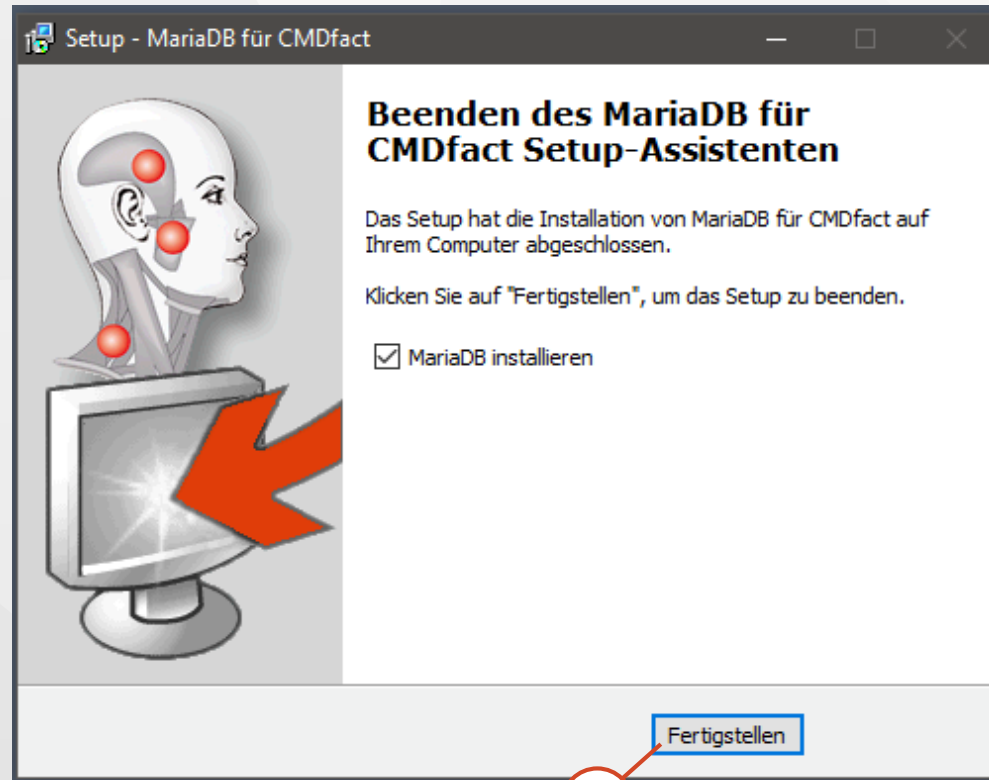 Setup - MariaDB für CMDfact
Beenden des MariaDB für
CMDfact Setup-Assistenten
Das Setup hat die Installation von MariaDB für CMDfact auf
Ihrem Computer abgeschlossen.
Klicken Sie auf "Fertigstellen", um das Setup zu beenden.
MariaDB installieren
Fertigstellen